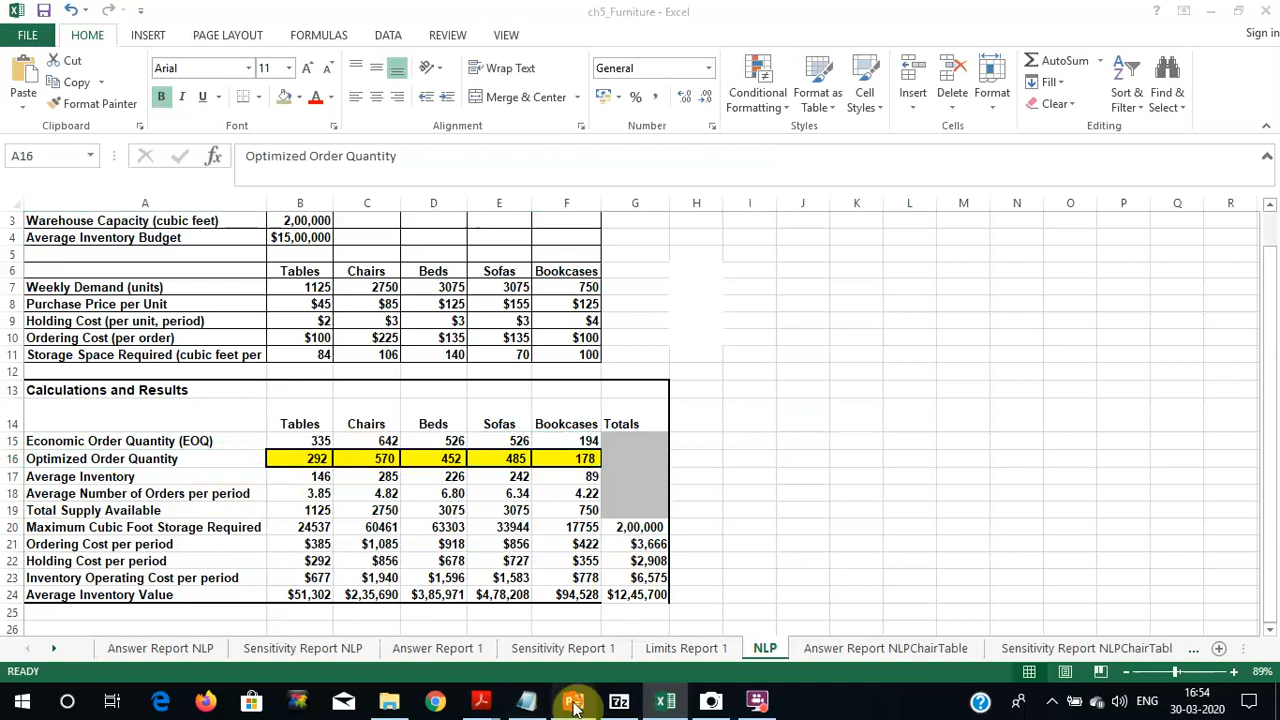 ch5_Furniture - Excel
FILE HOME INSERT PAGE LAYOUT FORMULAS DATA REVIEW VIEW Sign in
Paste Cut Copy Format Painter Clipboard
Arial 11 B I U Font
Wrap Text Merge & Center Alignment
General % Number
Conditional Formatting Format as Table Cell Styles Styles
Insert Delete Format Cells
AutoSum Fill Clear Sort & Filter Find & Select Editing
A16 fx Optimized Order Quantity
A B C D E F G H I J K L M N O P Q R
3 Warehouse Capacity (cubic feet) 2,00,000
4 Average Inventory Budget $15,00,000
5
6 Tables Chairs Beds Sofas Bookcases
7 Weekly Demand (units) 1125 2750 3075 3075 750
8 Purchase Price per Unit $45 $85 $125 $155 $125
9 Holding Cost (per unit, period) $2 $3 $3 $3 $4
10 Ordering Cost (per order) $100 $225 $135 $135 $100
11 Storage Space Required (cubic feet per 84 106 140 70 100
12
13 Calculations and Results
14 Tables Chairs Beds Sofas Bookcases Totals
15 Economic Order Quantity (EOQ) 335 642 526 526 194
16 Optimized Order Quantity 292 570 452 485 178
17 Average Inventory 146 285 226 242 89
18 Average Number of Orders per period 3.85 4.82 6.80 6.34 4.22
19 Total Supply Available 1125 2750 3075 3075 750
20 Maximum Cubic Foot Storage Required 24537 60461 63303 33944 17755 2,00,000
21 Ordering Cost per period $385 $1,085 $918 $856 $422 $3,666
22 Holding Cost per period $292 $856 $678 $727 $355 $2,908
23 Inventory Operating Cost per period $677 $1,940 $1,596 $1,583 $778 $6,575
24 Average Inventory Value $51,302 $2,35,690 $3,85,971 $4,78,208 $94,528 $12,45,700
25
26
Answer Report NLP Sensitivity Report NLP Answer Report 1 Sensitivity Report 1 Limits Report 1 NLP Answer Report NLPChairTable Sensitivity Report NLPChairTabl ...
READY 89%
ENG 16:54
30-03-2020